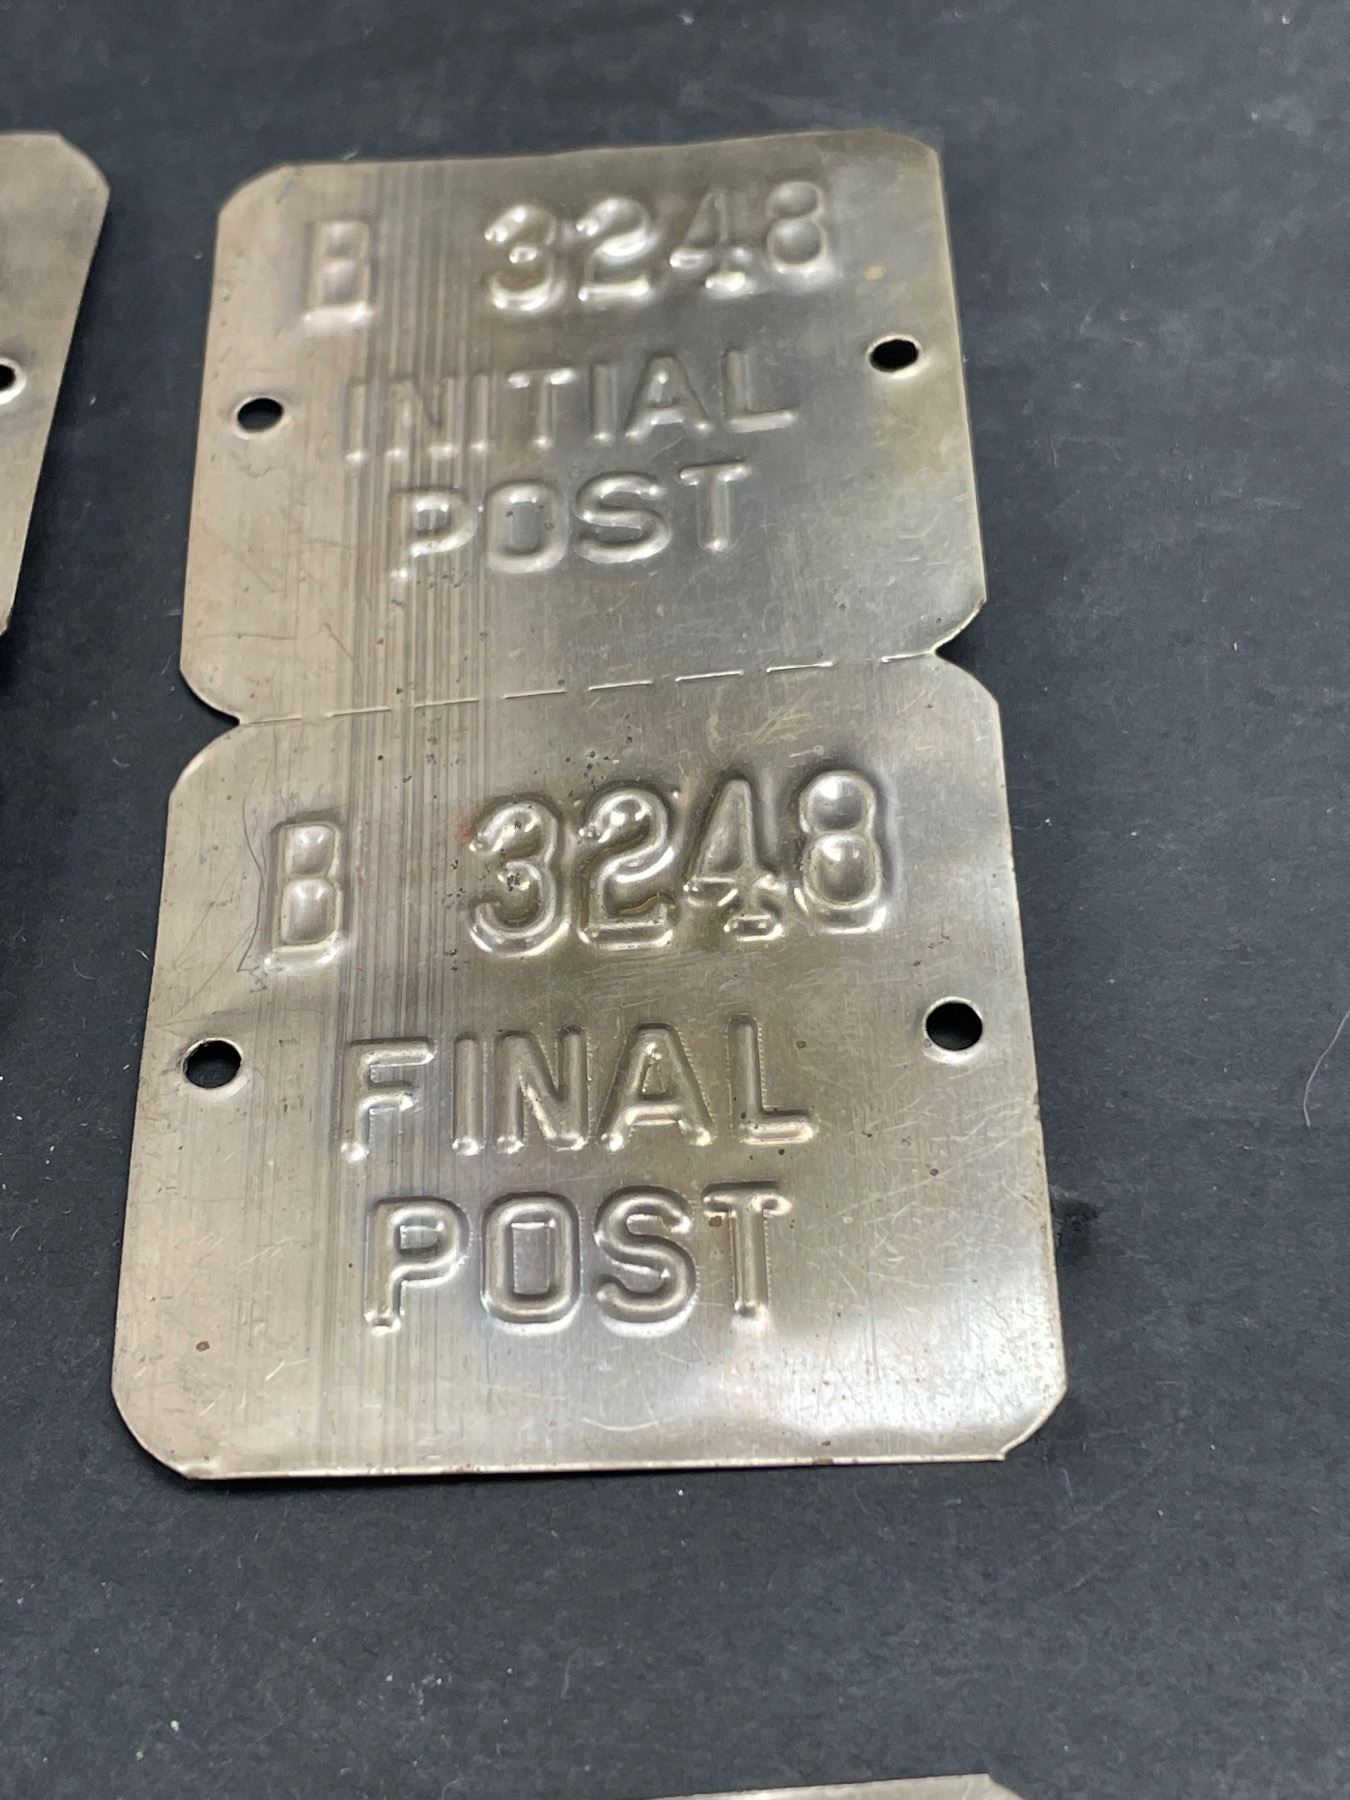 B 3248
INITIAL
POST
B 3248
FINAL
POST